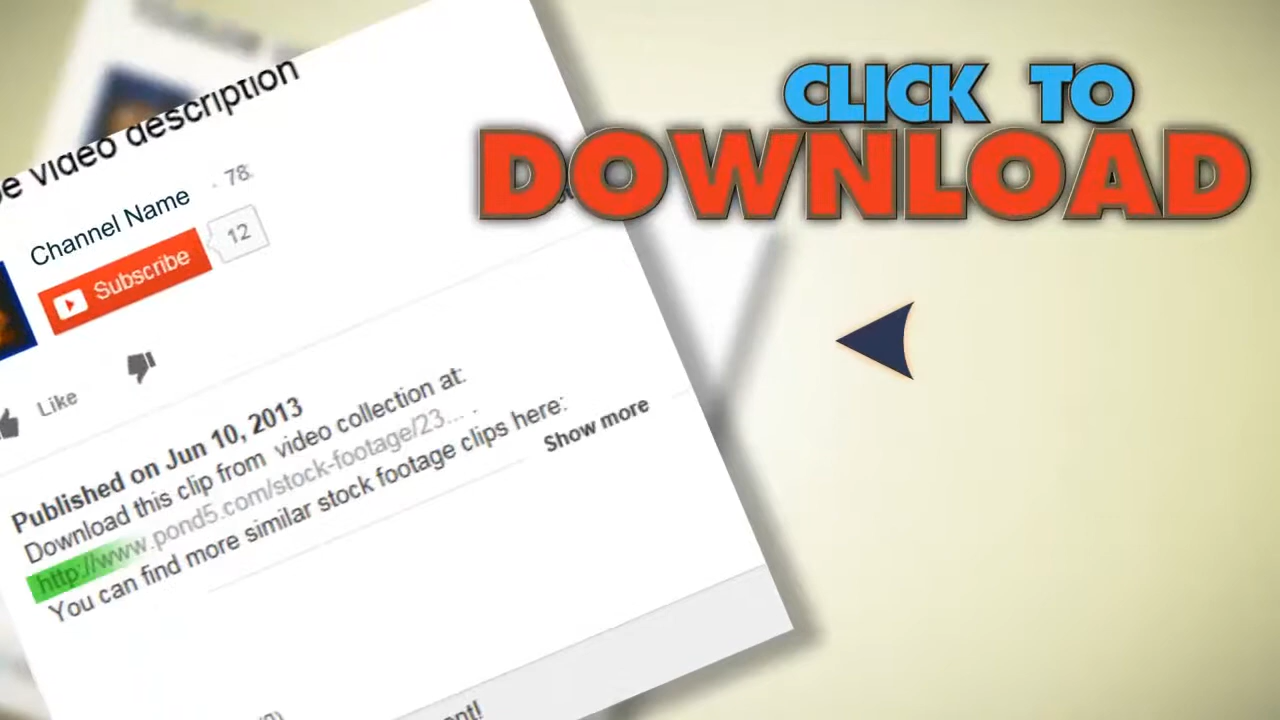 CLICK TO
DOWNLOAD
video description
Channel Name
78
Subscribe
12
Like
Published on Jun 10, 2013
Download this clip from video collection at:
http://www.pond5.com/stock-footage/23...
You can find more similar stock footage clips here:
Show more